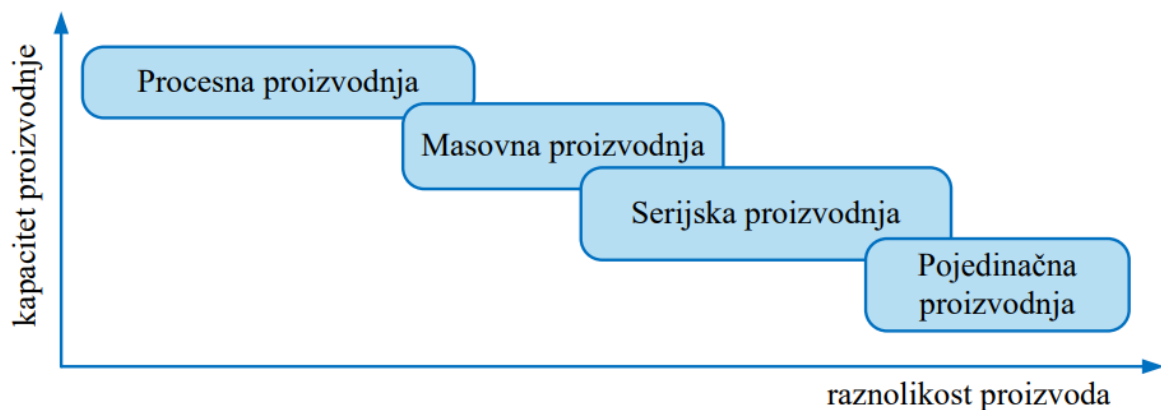 kapacitet proizvodnje
Procesna proizvodnja
Masovna proizvodnja
Serijska proizvodnja
Pojedinačna
proizvodnja
raznolikost proizvoda